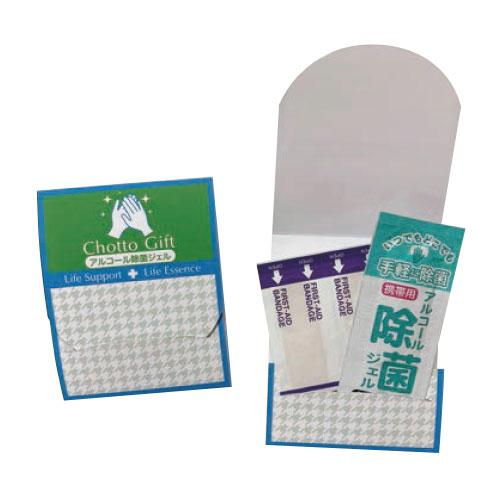 Chotto Gift
アルコール除菌ジェル
Life Support ✚ Life Essence
OPEN
OPEN
FIRST-AID
BANDAGE
FIRST-AID
BANDAGE
FIRST-AID
BANDAGE
いつでもどこでも
手軽に除菌
携帯用
アルコール
除菌
ジェル